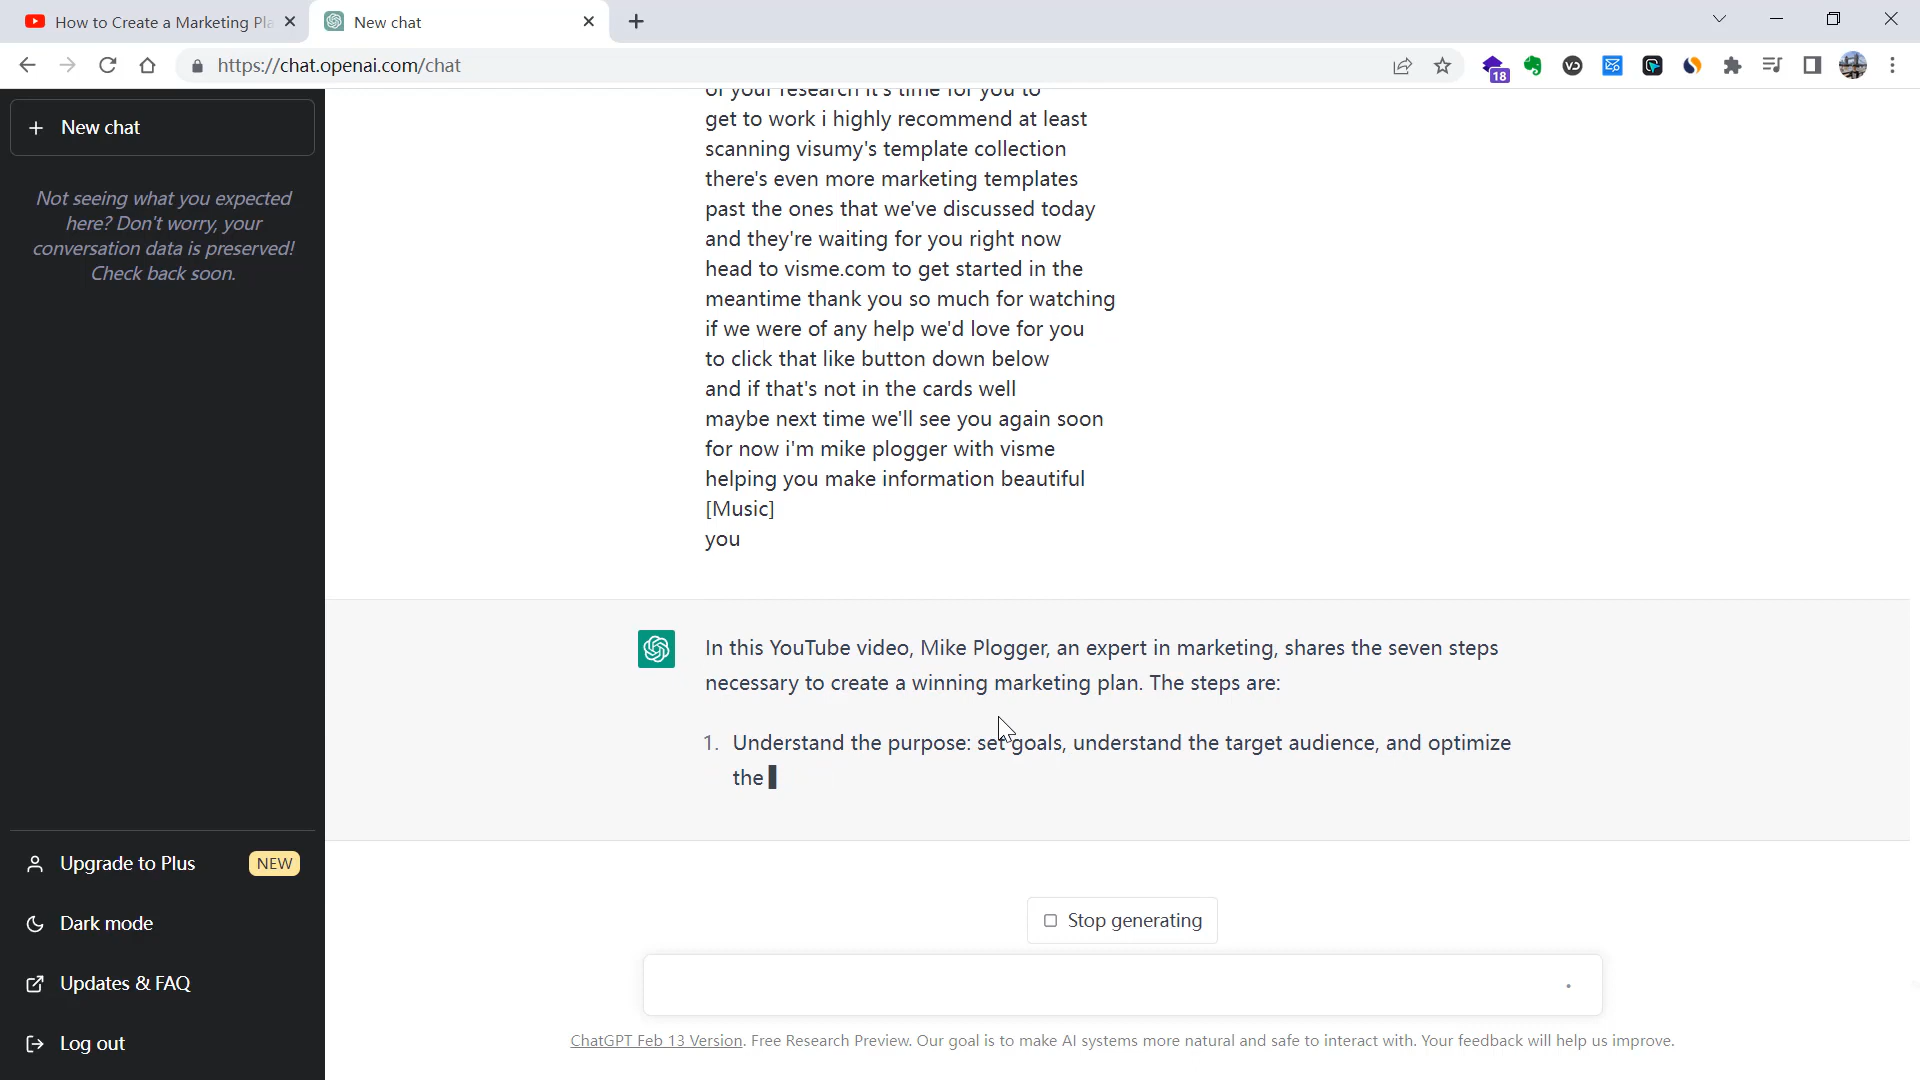 How to Create a Marketing Pla
New chat
https://chat.openai.com/chat
18
New chat
Not seeing what you expected
here? Don't worry, your
conversation data is preserved!
Check back soon.
of your research it's time for you to
get to work i highly recommend at least
scanning visumy's template collection
there's even more marketing templates
past the ones that we've discussed today
and they're waiting for you right now
head to visme.com to get started in the
meantime thank you so much for watching
if we were of any help we'd love for you
to click that like button down below
and if that's not in the cards well
maybe next time we'll see you again soon
for now i'm mike plogger with visme
helping you make information beautiful
[Music]
you
In this YouTube video, Mike Plogger, an expert in marketing, shares the seven steps
necessary to create a winning marketing plan. The steps are:
1. Understand the purpose: set goals, understand the target audience, and optimize
the
Upgrade to Plus NEW
Dark mode
Updates & FAQ
Log out
Stop generating
ChatGPT Feb 13 Version. Free Research Preview. Our goal is to make AI systems more natural and safe to interact with. Your feedback will help us improve.